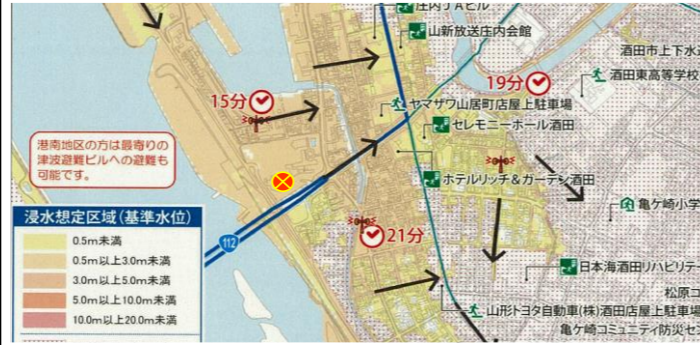 庄内JAビル
山新放送庄内会館
酒田市上下水
19分
酒田東高等学校
15分
ヤマザワ山居町店屋上駐車場
セレモニーホール酒田
港南地区の方は最寄りの
津波避難ビルへの避難も
可能です。
ホテルリッチ&ガーデン酒田
亀ケ崎小学
浸水想定区域(基準水位)
0.5m未満
0.5m以上3.0m未満
3.0m以上5.0m未満
5.0m以上10.0m未満
10.0m以上20.0m未満
112
21分
日本海酒田リハビリテ
松原コ
山形トヨタ自動車(株)酒田店屋上駐車場
亀ケ崎コミュニティ防災セ